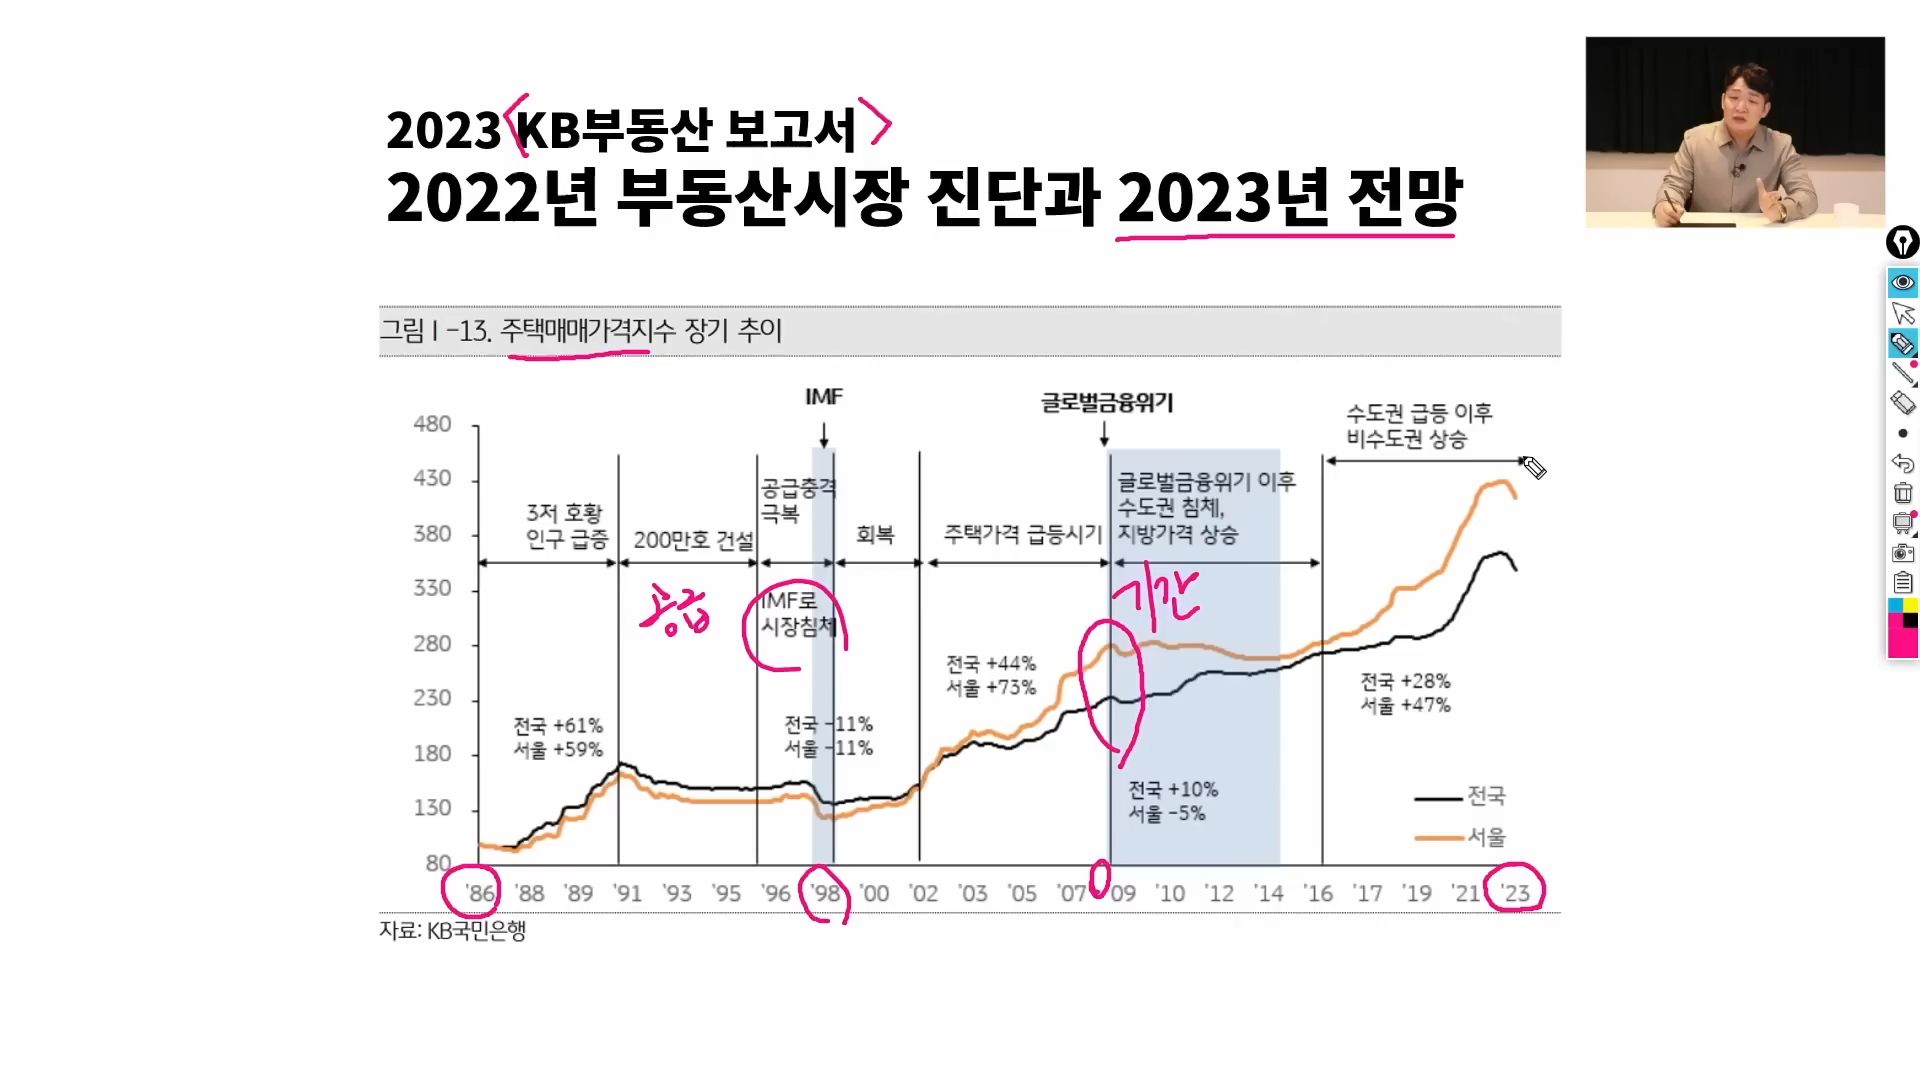 2023 <KB부동산 보고서>
2022년 부동산시장 진단과 2023년 전망
그림 Ⅰ-13. 주택매매가격지수 장기 추이
IMF
글로벌금융위기
수도권 급등 이후
비수도권 상승
480
430
380
330
280
230
180
130
80
3저 호황
인구 급증
200만호 건설
공급충격
극복
회복
주택가격 급등시기
글로벌금융위기 이후
수도권 침체,
지방가격 상승
공급
IMF로
시장침체
기간
전국 +61%
서울 +59%
전국 -11%
서울 -11%
전국 +44%
서울 +73%
전국 +10%
서울 -5%
전국 +28%
서울 +47%
전국
서울
'86 '88 '89 '91 '93 '95 '96 '98 '00 '02 '03 '05 '07 '09 '10 '12 '14 '16 '17 '19 '21 '23
자료: KB국민은행